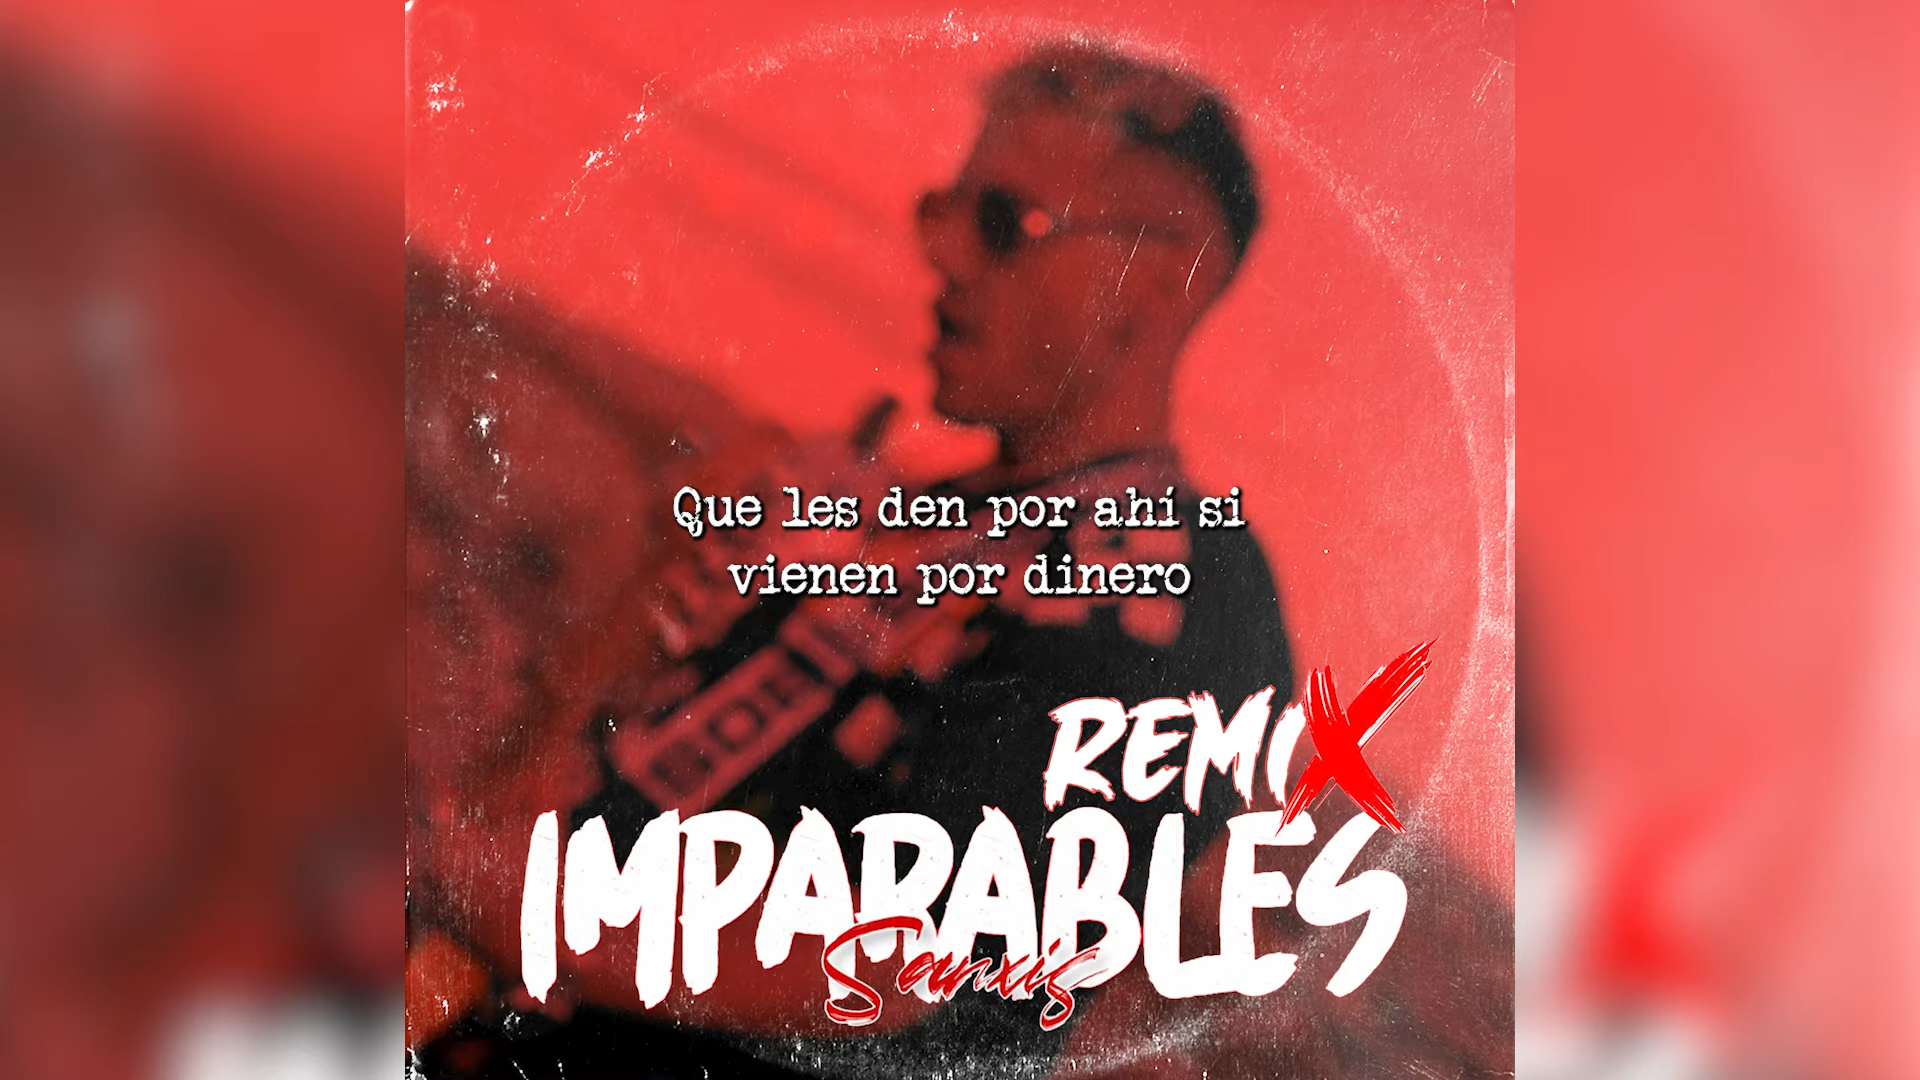 Que les den por ahí si
vienen por dinero
REMIX
IMPARABLES
Sanxis